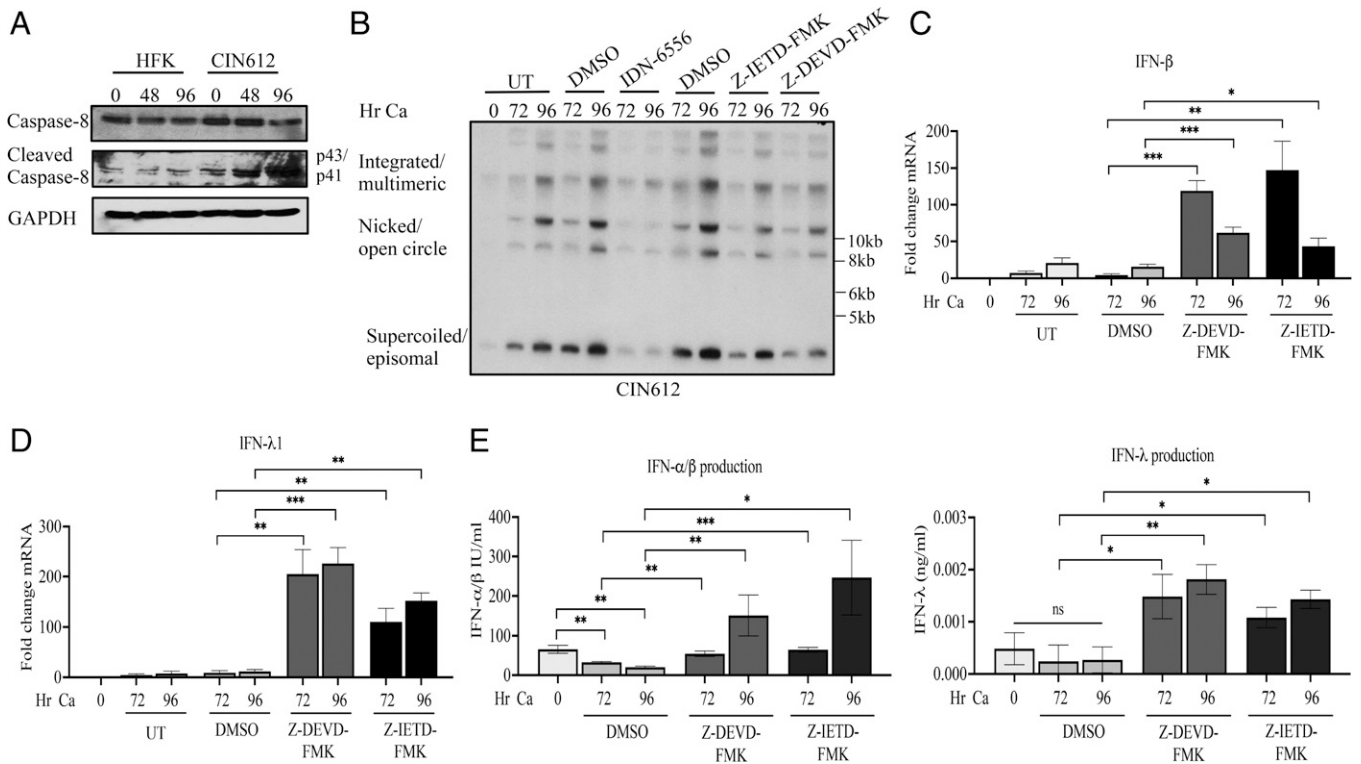 A
HFK CIN612
0 48 96 0 48 96
Caspase-8
Cleaved
Caspase-8
p43/
p41
GAPDH
B
UT DMSO IDN-6556 DMSO Z-IETD-FMK Z-DEVD-FMK
Hr Ca 0 72 96 72 96 72 96 72 96 72 96 72 96
Integrated/
multimeric
Nicked/
open circle
10kb
8kb
6kb
5kb
Supercoiled/
episomal
CIN612
C
IFN-β
*
**
***
***
Fold change mRNA
200
150
100
50
0
Hr Ca 0 72 96 72 96 72 96 72 96
UT DMSO Z-DEVD- Z-IETD-
FMK FMK
D
IFN-λ1
**
**
***
**
Fold change mRNA
300
200
100
0
Hr Ca 0 72 96 72 96 72 96 72 96
UT DMSO Z-DEVD- Z-IETD-
FMK FMK
E
IFN-α/β production
*
***
**
**
**
**
IFN-α/β IU/ml
400
300
200
100
0
Hr Ca 0 72 96 72 96 72 96
DMSO Z-DEVD- Z-IETD-
FMK FMK
IFN-λ production
*
*
**
*
ns
IFN-λ (ng/ml)
0.003
0.002
0.001
0.000
Hr Ca 0 72 96 72 96 72 96
DMSO Z-DEVD- Z-IETD-
FMK FMK